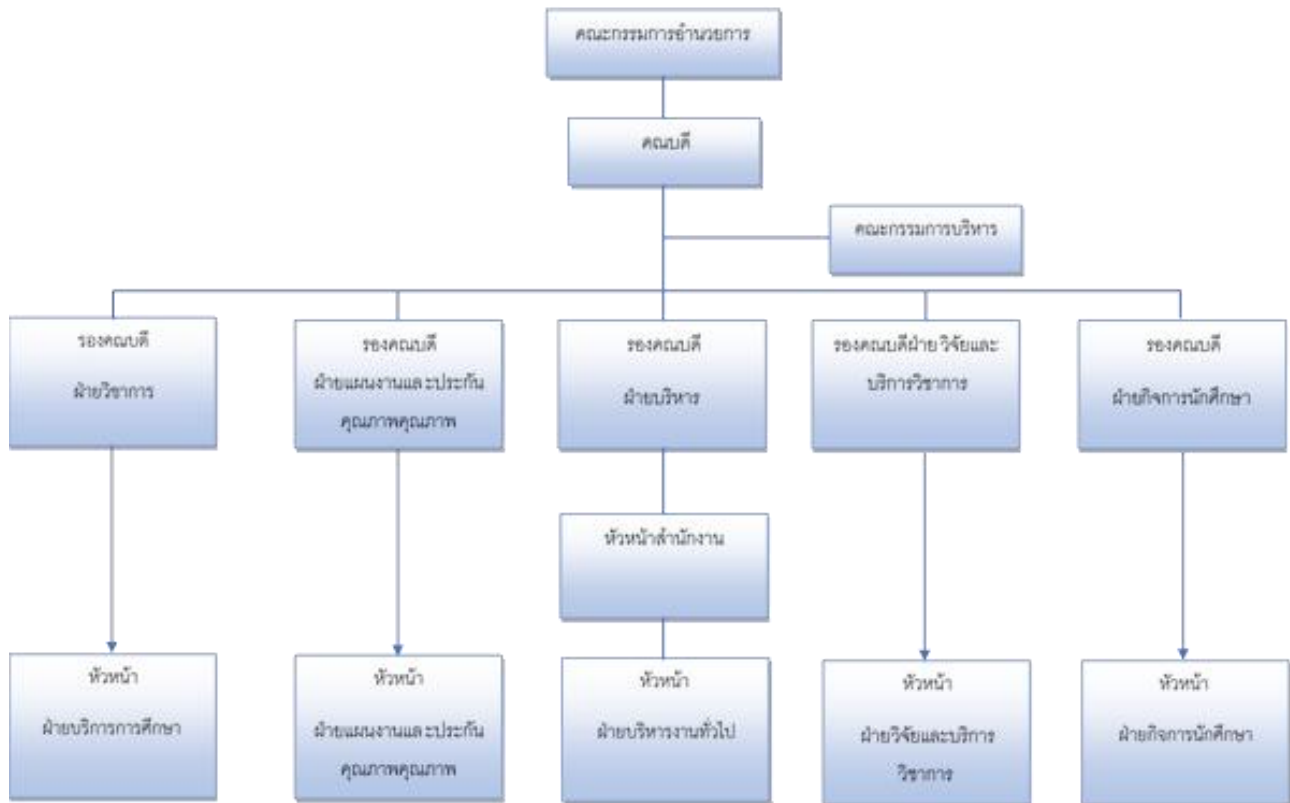 คณะกรรมการอำนวยการ
คณบดี
คณะกรรมการบริหาร
รองคณบดี
ฝ่ายวิชาการ
รองคณบดี
ฝ่ายแผนงานและประกัน
คุณภาพคุณภาพ
รองคณบดี
ฝ่ายบริหาร
รองคณบดีฝ่าย วิจัยและ
บริการวิชาการ
รองคณบดี
ฝ่ายกิจการนักศึกษา
หัวหน้าสำนักงาน
หัวหน้า
ฝ่ายบริการการศึกษา
หัวหน้า
ฝ่ายแผนงานและประกัน
คุณภาพคุณภาพ
หัวหน้า
ฝ่ายบริหารงานทั่วไป
หัวหน้า
ฝ่ายวิจัยและบริการ
วิชาการ
หัวหน้า
ฝ่ายกิจการนักศึกษา